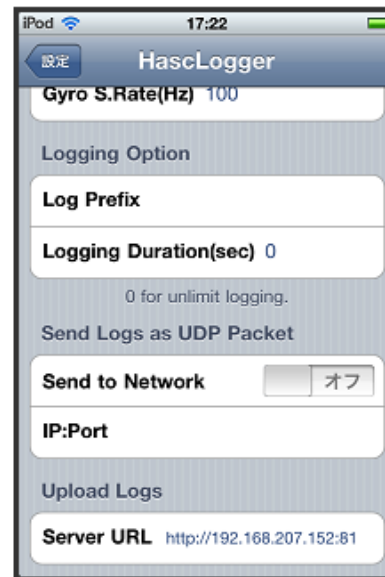 iPod 17:22
設定 HascLogger
Gyro S.Rate(Hz) 100
Logging Option
Log Prefix
Logging Duration(sec) 0
0 for unlimit logging.
Send Logs as UDP Packet
Send to Network オフ
IP:Port
Upload Logs
Server URL http://192.168.207.152:81